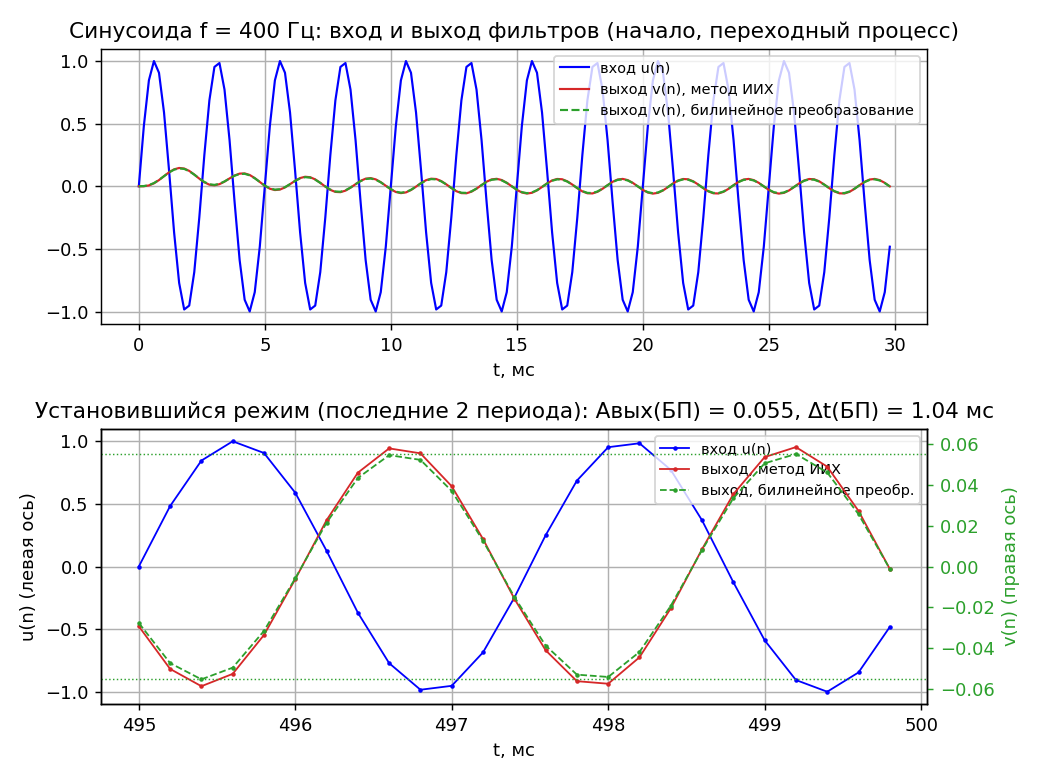 Синусоида f = 400 Гц: вход и выход фильтров (начало, переходный процесс)
1.0
0.5
0.0
−0.5
−1.0
вход u(n)
выход v(n), метод ИИХ
выход v(n), билинейное преобразование
0 5 10 15 20 25 30
t, мс
Установившийся режим (последние 2 периода): Aвых(БП) = 0.055, Δt(БП) = 1.04 мс
u(n) (левая ось)
1.0
0.5
0.0
−0.5
−1.0
вход u(n)
выход, метод ИИХ
выход, билинейное преобр.
0.06
0.04
0.02
0.00
−0.02
−0.04
−0.06
v(n) (правая ось)
495 496 497 498 499 500
t, мс